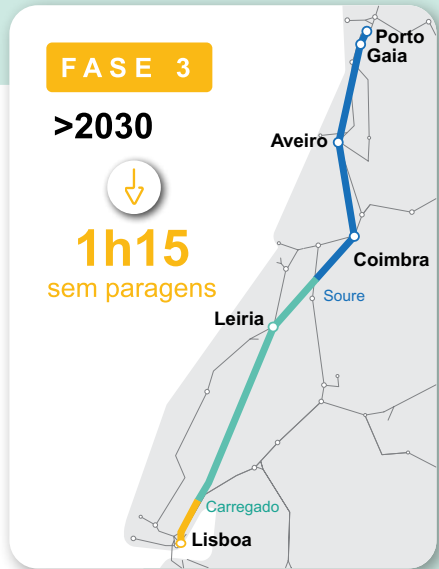 FASE 3
>2030
1h15
sem paragens
Porto
Gaia
Aveiro
Coimbra
Soure
Leiria
Carregado
Lisboa